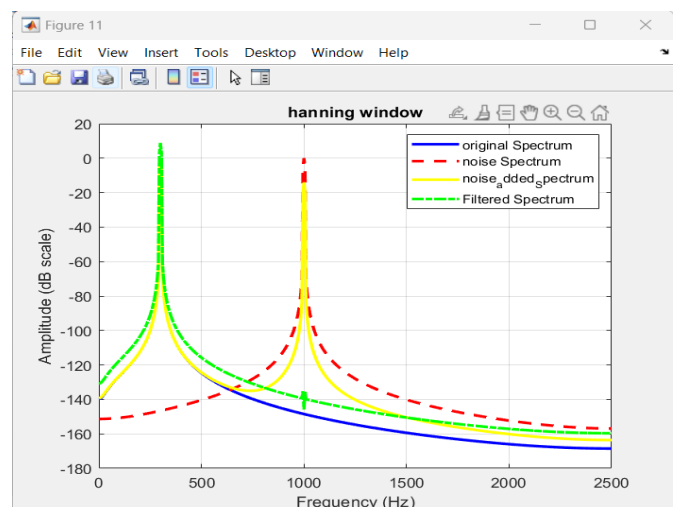 Figure 11
File Edit View Insert Tools Desktop Window Help
hanning window
original Spectrum
noise Spectrum
noise_added_Spectrum
Filtered Spectrum
Amplitude (dB scale)
20
0
-20
-40
-60
-80
-100
-120
-140
-160
-180
0 500 1000 1500 2000 2500
Frequency (Hz)